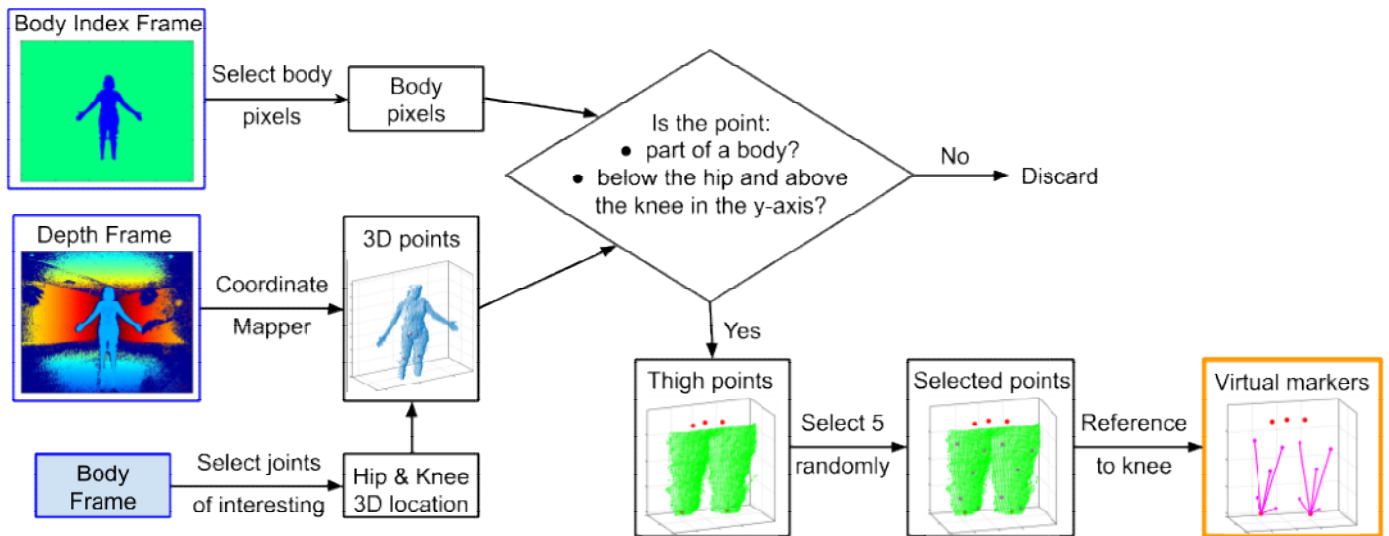 Body Index Frame
Select body
pixels
Body
pixels
Is the point:
• part of a body?
• below the hip and above
the knee in the y-axis?
No
Discard
Depth Frame
Coordinate
Mapper
3D points
Yes
Body
Frame
Select joints
of interesting
Hip & Knee
3D location
Thigh points
Select 5
randomly
Selected points
Reference
to knee
Virtual markers